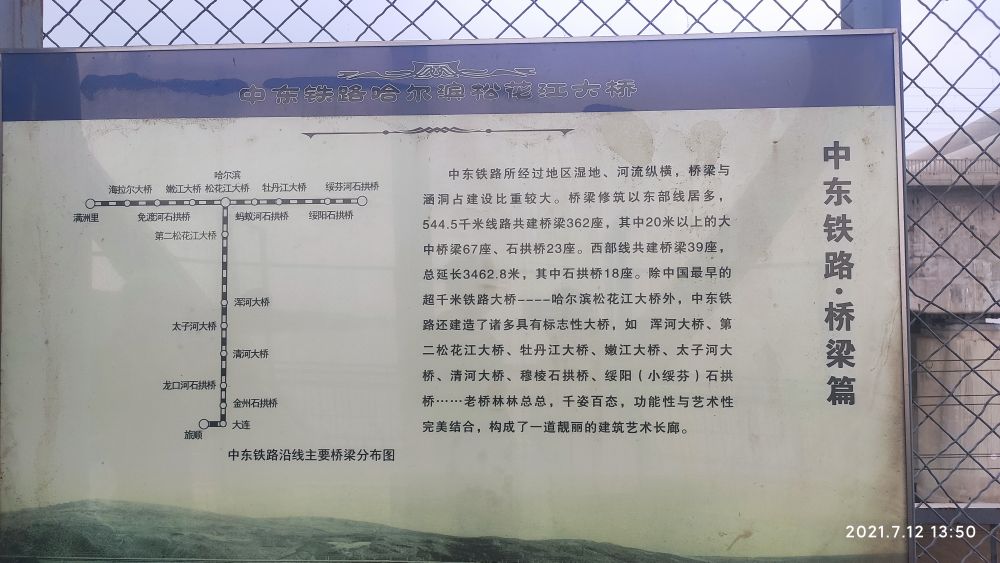 中东铁路哈尔滨松花江大桥
中东铁路·桥梁篇
哈尔滨
海拉尔大桥 嫩江大桥 松花江大桥 牡丹江大桥 绥芬河石拱桥
满洲里 免渡河石拱桥 蚂蚁河石拱桥 绥阳石拱桥
第二松花江大桥
浑河大桥
太子河大桥
清河大桥
龙口河石拱桥
金州石拱桥
大连
旅顺
中东铁路沿线主要桥梁分布图
中东铁路所经过地区湿地、河流纵横，桥梁与
涵洞占建设比重较大。桥梁修筑以东部线居多，
544.5千米线路共建桥梁362座，其中20米以上的大
中桥梁67座、石拱桥23座。西部线共建桥梁39座，
总延长3462.8米，其中石拱桥18座。除中国最早的
超千米铁路大桥----哈尔滨松花江大桥外，中东铁
路还建造了诸多具有标志性大桥，如 浑河大桥、第
二松花江大桥、牡丹江大桥、嫩江大桥、太子河大
桥、清河大桥、穆棱石拱桥、绥阳（小绥芬）石拱
桥……老桥林林总总，千姿百态，功能性与艺术性
完美结合，构成了一道靓丽的建筑艺术长廊。
2021.7.12 13:50